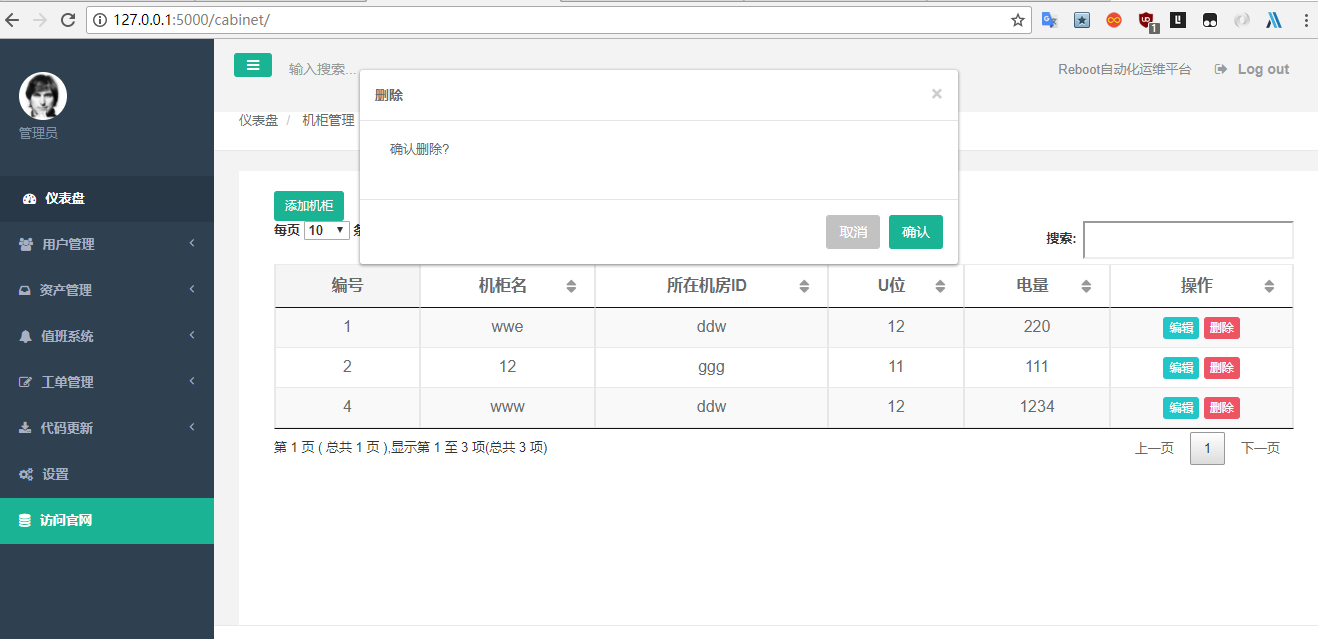 127.0.0.1:5000/cabinet/
1
管理员
仪表盘
用户管理
资产管理
值班系统
工单管理
代码更新
设置
访问官网
输入搜索...
Reboot自动化运维平台
Log out
仪表盘 / 机柜管理
删除 ×
确认删除?
取消 确认
添加机柜
每页 10
搜索:
编号 机柜名 所在机房ID U位 电量 操作
1 wwe ddw 12 220 编辑 删除
2 12 ggg 11 111 编辑 删除
4 www ddw 12 1234 编辑 删除
第 1 页 ( 总共 1 页 ),显示第 1 至 3 项(总共 3 项)
上一页 1 下一页